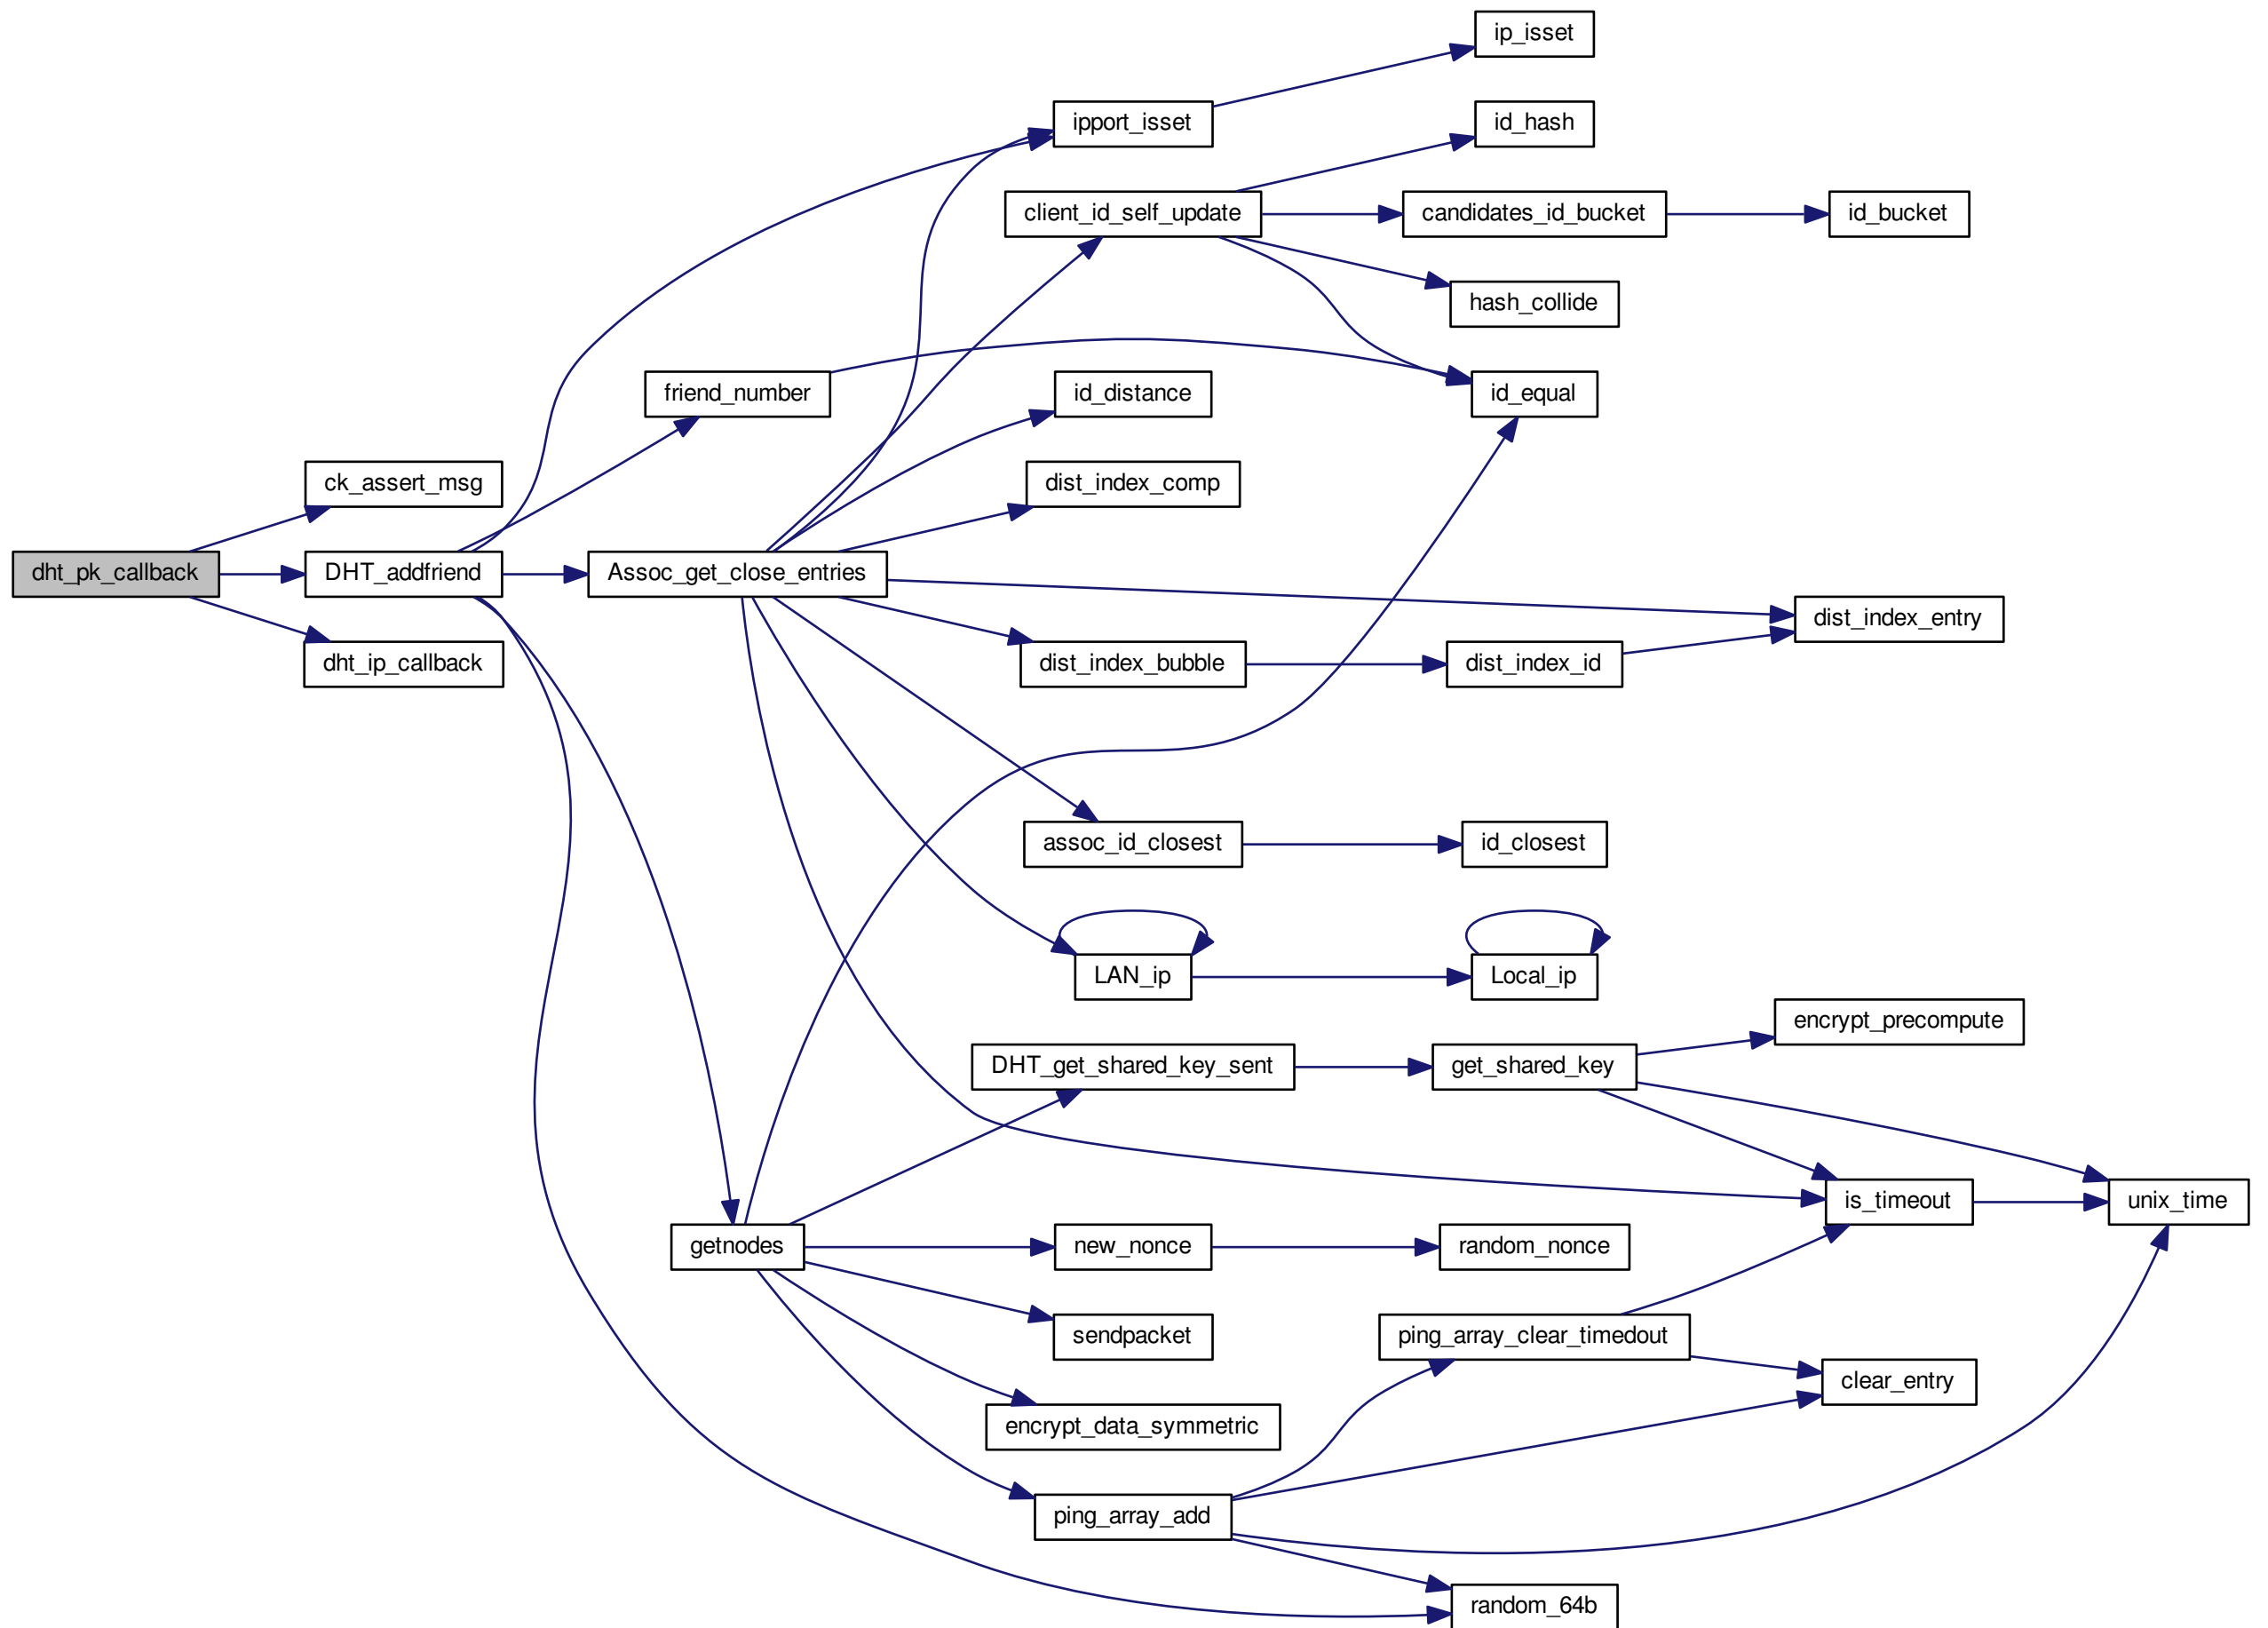 ip_isset
ipport_isset
id_hash
client_id_self_update
candidates_id_bucket
id_bucket
hash_collide
friend_number
id_distance
id_equal
ck_assert_msg
dist_index_comp
dht_pk_callback
DHT_addfriend
Assoc_get_close_entries
dist_index_entry
dht_ip_callback
dist_index_bubble
dist_index_id
assoc_id_closest
id_closest
LAN_ip
Local_ip
encrypt_precompute
DHT_get_shared_key_sent
get_shared_key
is_timeout
unix_time
getnodes
new_nonce
random_nonce
sendpacket
ping_array_clear_timedout
clear_entry
encrypt_data_symmetric
ping_array_add
random_64b